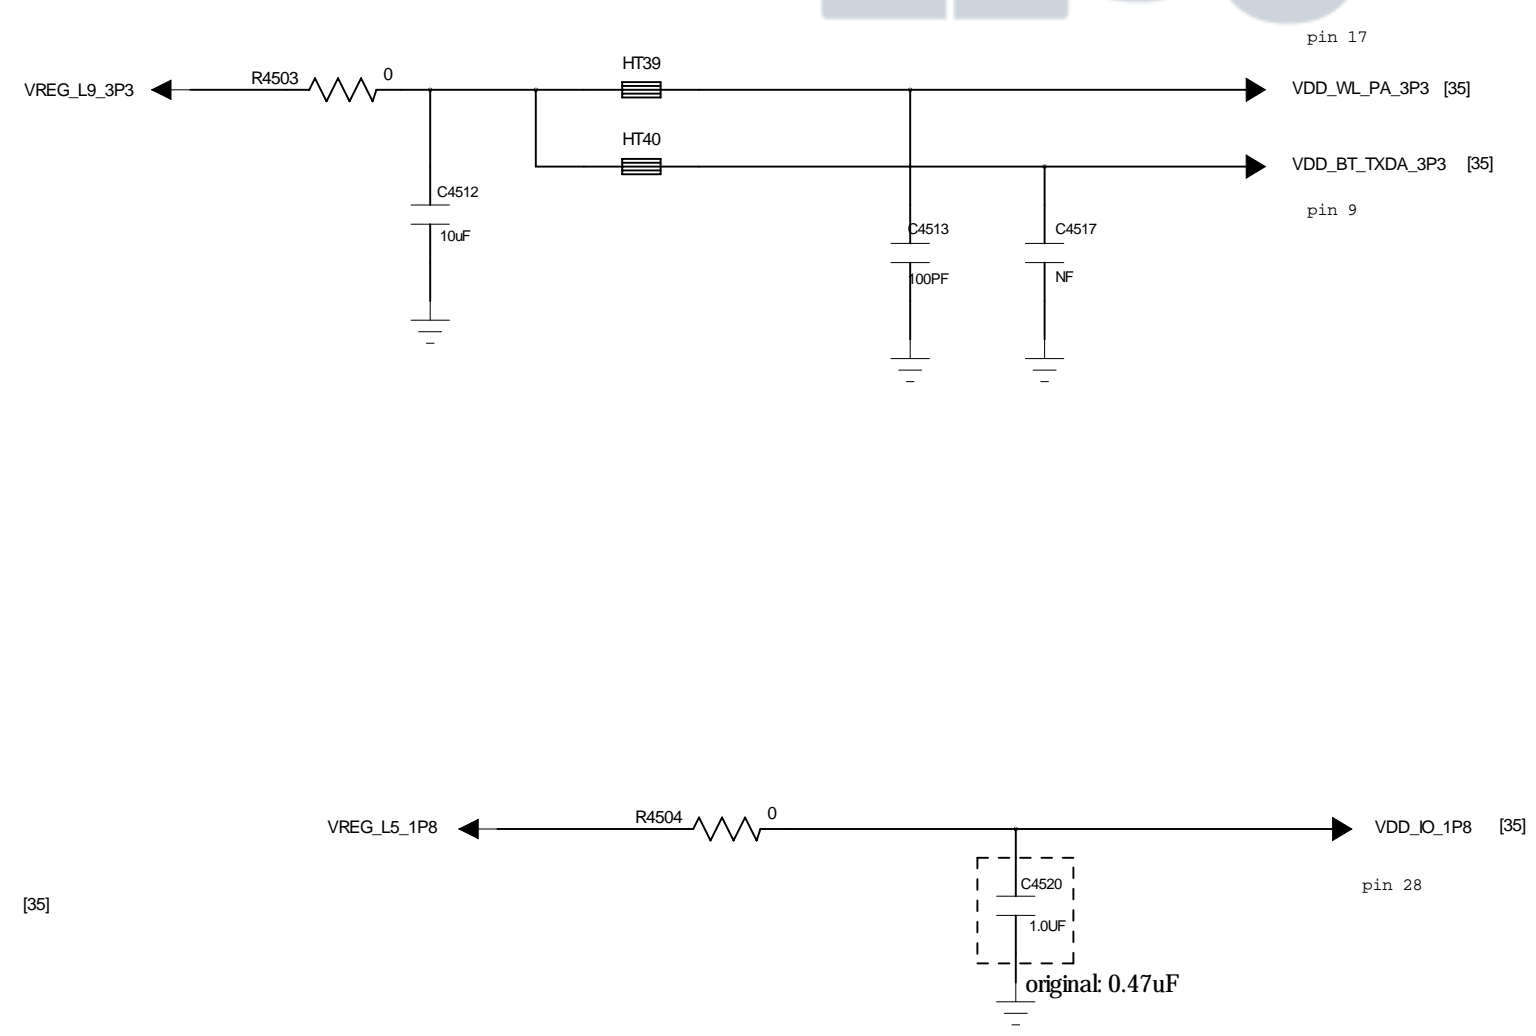 pin 17
VREG_L9_3P3
R4503
0
HT39
VDD_WL_PA_3P3 [35]
HT40
VDD_BT_TXDA_3P3 [35]
pin 9
C4512
10uF
C4513
100PF
C4517
NF
VREG_L5_1P8
R4504
0
VDD_IO_1P8 [35]
pin 28
C4520
1.0UF
[35]
original: 0.47uF